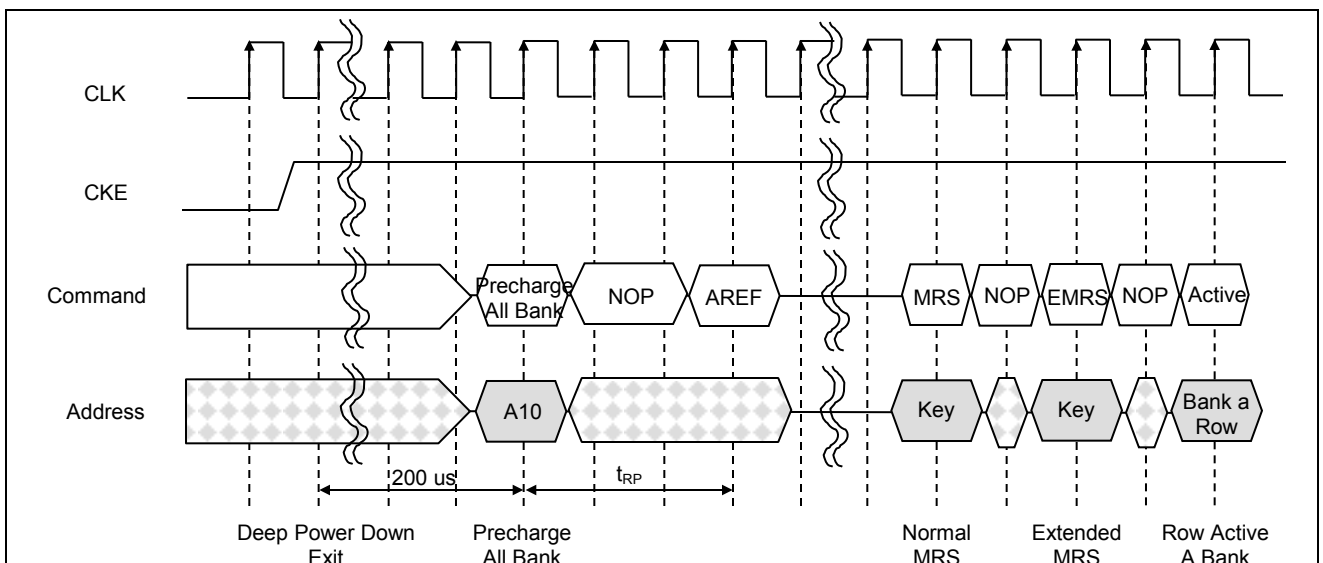 CLK
CKE
Command
Precharge
All Bank
NOP
AREF
MRS
NOP
EMRS
NOP
Active
Address
A10
Key
Key
Bank a
Row
200 us
tRP
Deep Power Down
Exit
Precharge
All Bank
Normal
MRS
Extended
MRS
Row Active
A Bank